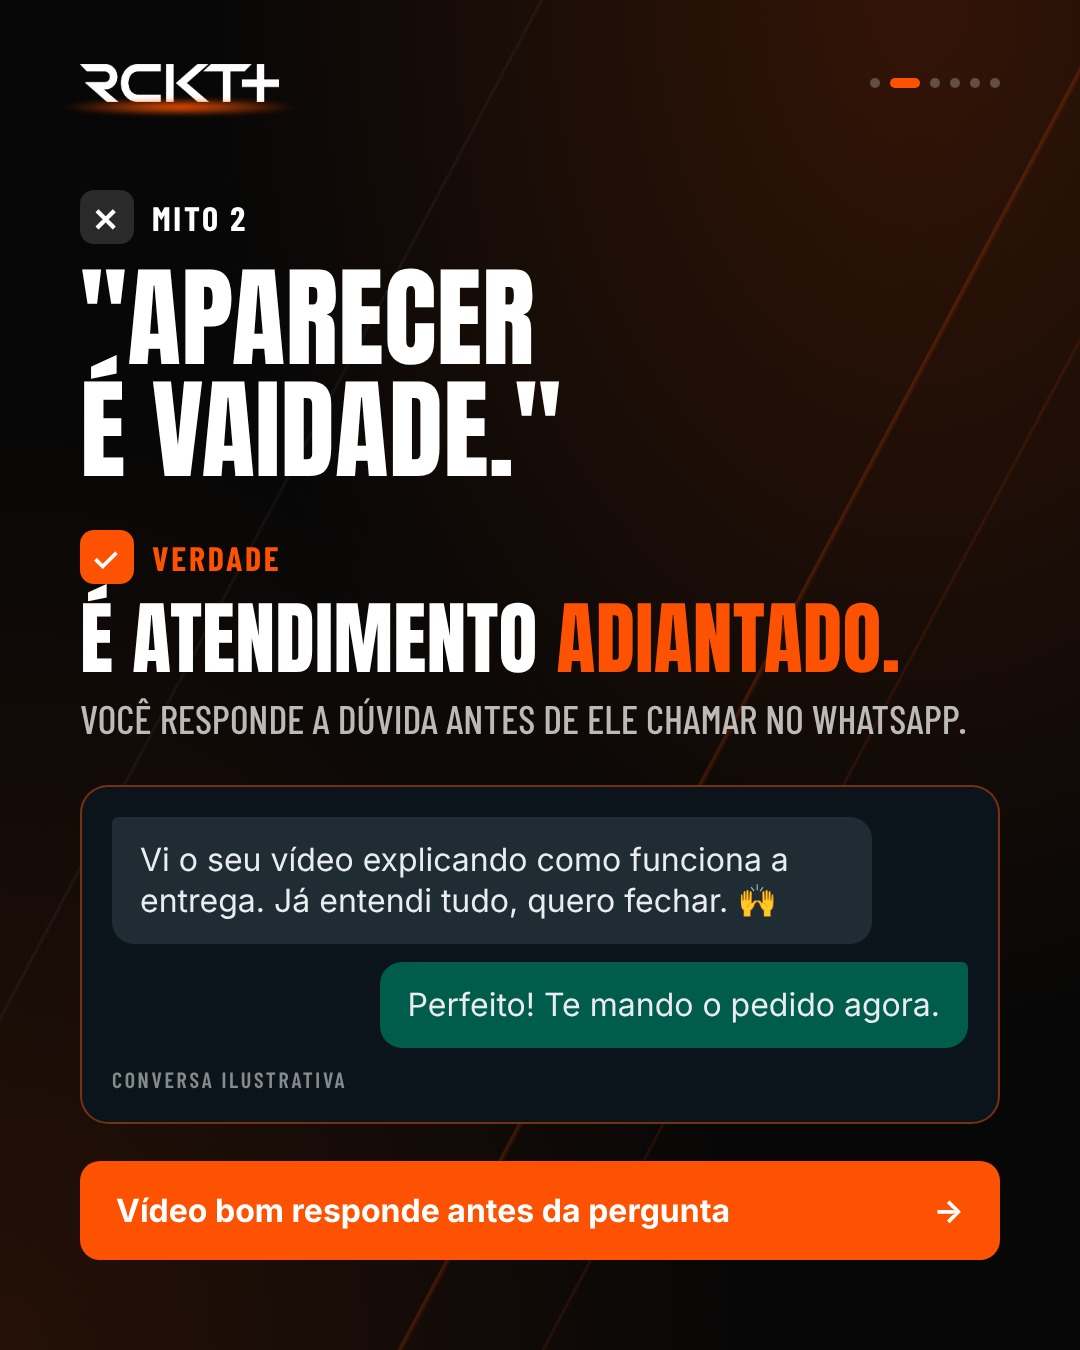 RCKT+
MITO 2
"APARECER
É VAIDADE."
VERDADE
É ATENDIMENTO ADIANTADO.
VOCÊ RESPONDE A DÚVIDA ANTES DE ELE CHAMAR NO WHATSAPP.
Vi o seu vídeo explicando como funciona a
entrega. Já entendi tudo, quero fechar. 🙌
Perfeito! Te mando o pedido agora.
CONVERSA ILUSTRATIVA
Vídeo bom responde antes da pergunta →